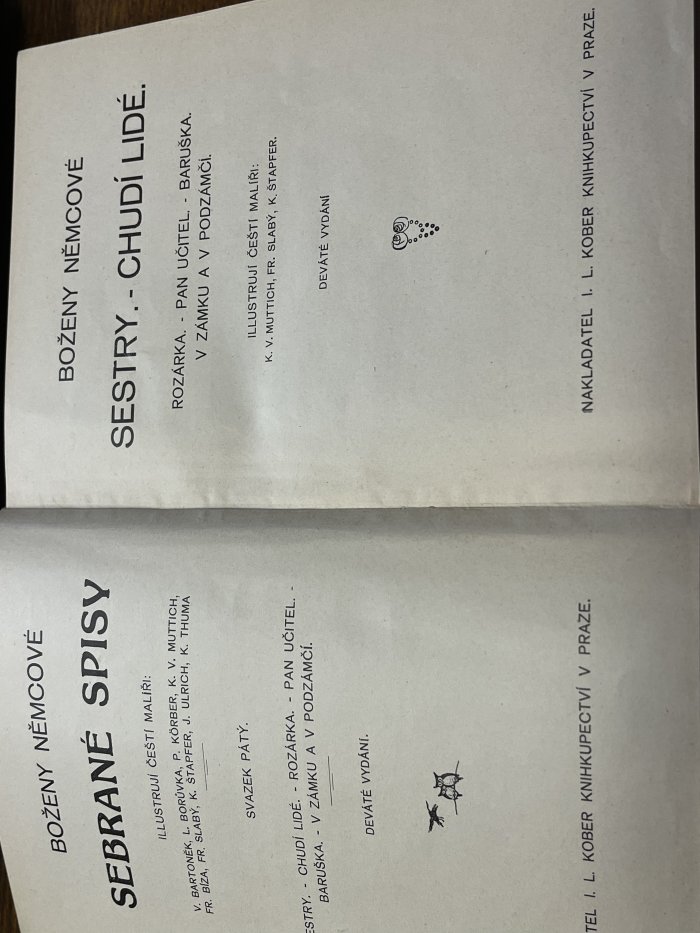 BOŽENY NĚMCOVÉ
SEBRANÉ SPISY
ILLUSTRUJÍ ČEŠTÍ MALÍŘI:
V. BARTONĚK, L. BORŮVKA, P. KÖRBER, K. V. MUTTICH,
FR. BÍZA, FR. SLABÝ, K. ŠTAPFER, J. ULRICH, K. THUMA
SVAZEK PÁTÝ.
ESTRY. - CHUDÍ LIDÉ. - ROZÁRKA. - PAN UČITEL. -
BARUŠKA. - V ZÁMKU A V PODZÁMČÍ.
DEVÁTÉ VYDÁNÍ.
TEL I. L. KOBER KNIHKUPECTVÍ V PRAZE.
BOŽENY NĚMCOVÉ
SESTRY. - CHUDÍ LIDÉ.
ROZÁRKA. - PAN UČITEL. - BARUŠKA.
V ZÁMKU A V PODZÁMČÍ.
ILLUSTRUJÍ ČEŠTÍ MALÍŘI:
K. V. MUTTICH, FR. SLABÝ, K. ŠTAPFER.
DEVÁTÉ VYDÁNÍ
NAKLADATEL I. L. KOBER KNIHKUPECTVÍ V PRAZE.